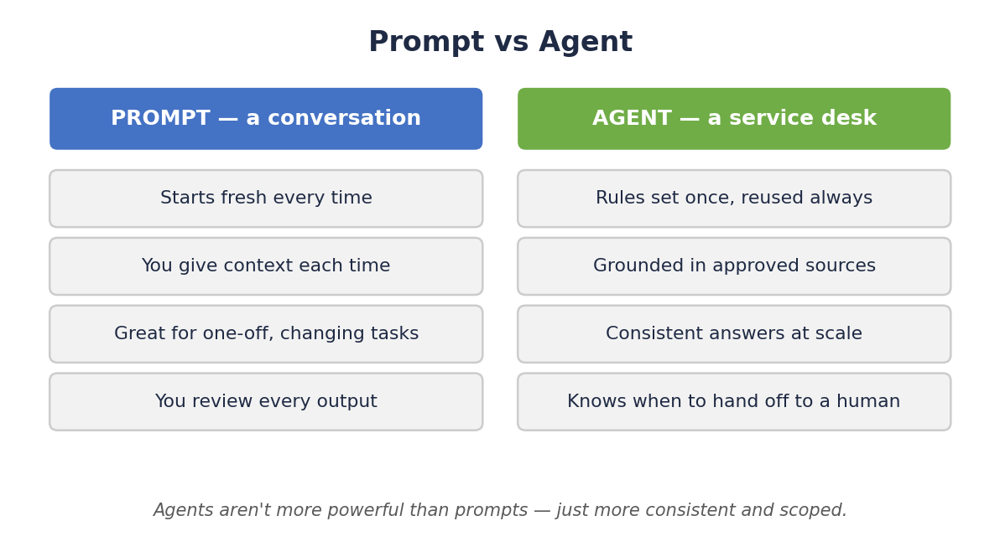 Prompt vs Agent
PROMPT — a conversation
AGENT — a service desk
Starts fresh every time
Rules set once, reused always
You give context each time
Grounded in approved sources
Great for one-off, changing tasks
Consistent answers at scale
You review every output
Knows when to hand off to a human
Agents aren't more powerful than prompts — just more consistent and scoped.